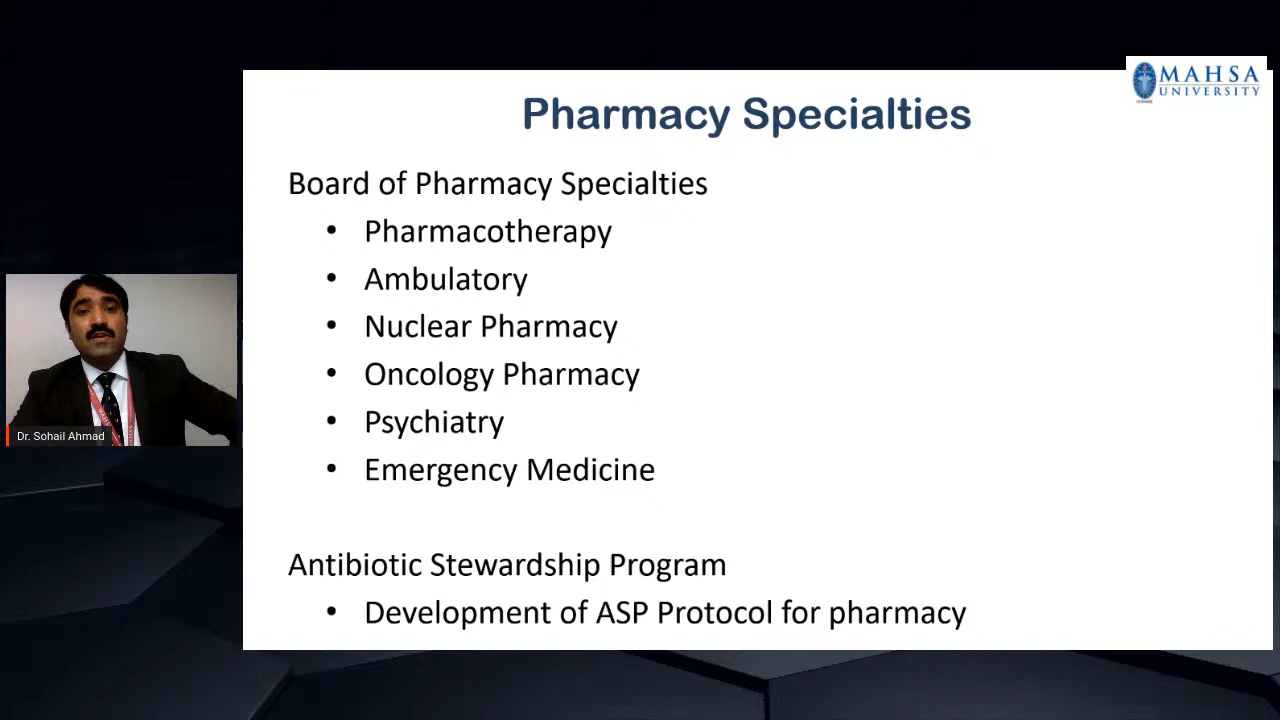 MAHSA
UNIVERSITY
Pharmacy Specialties
Board of Pharmacy Specialties
• Pharmacotherapy
• Ambulatory
• Nuclear Pharmacy
• Oncology Pharmacy
• Psychiatry
• Emergency Medicine
Antibiotic Stewardship Program
• Development of ASP Protocol for pharmacy
Dr. Sohail Ahmad